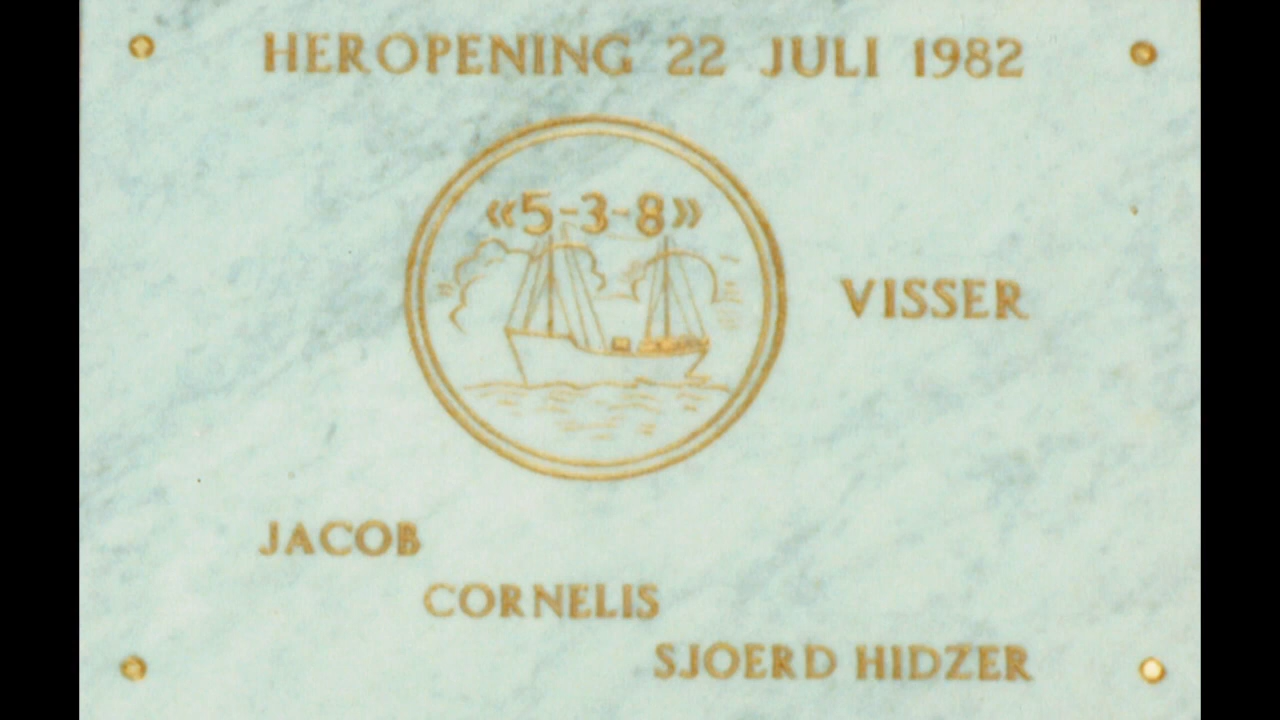 HEROPENING 22 JULI 1982
«5-3-8»
VISSER
JACOB
CORNELIS
SJOERD HIDZER